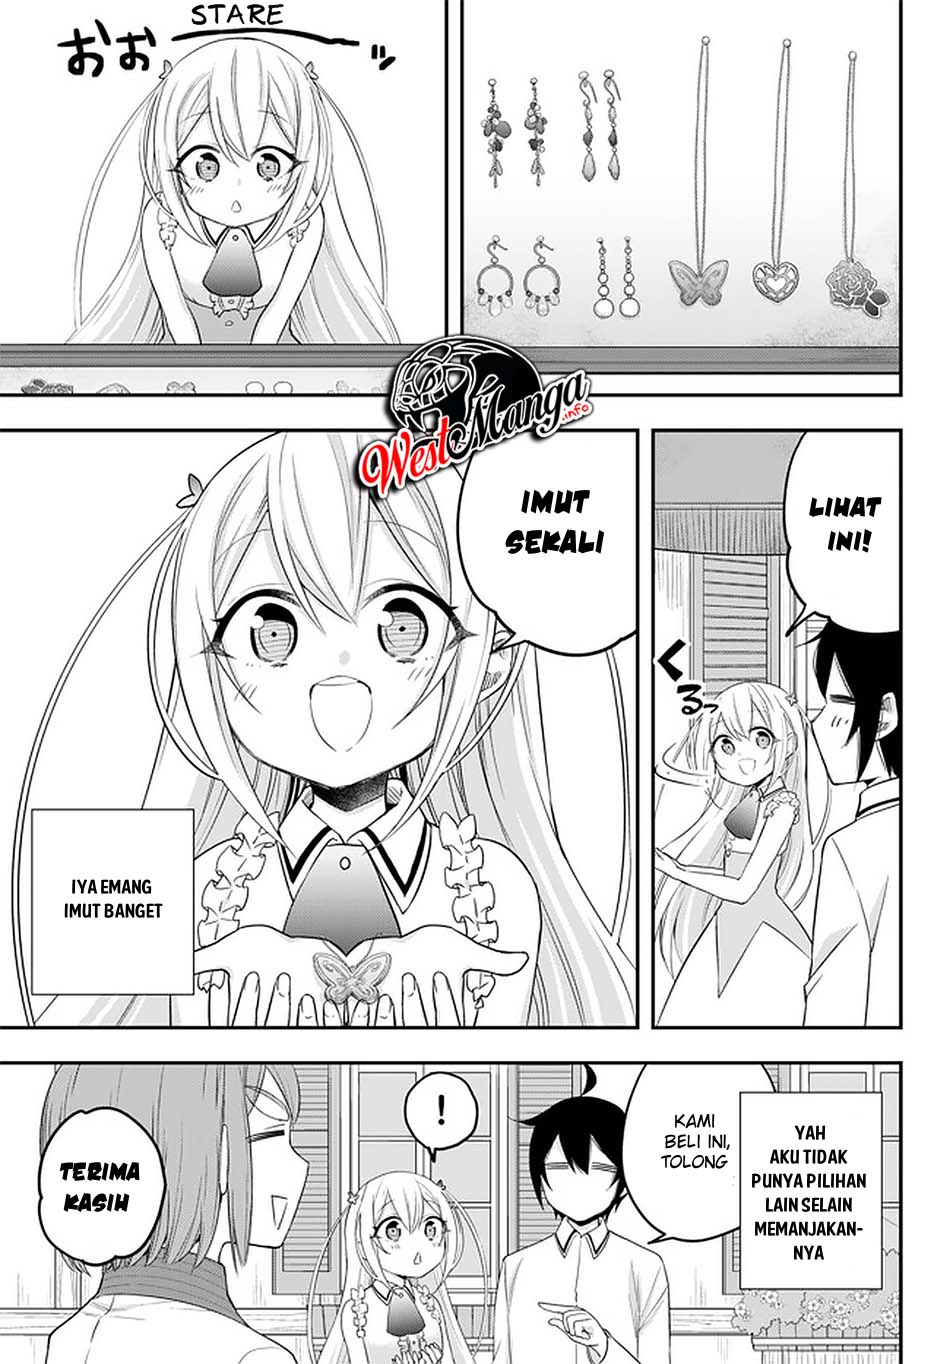 STARE
おお
ッ
WestManga
.info
LIHAT
INI!
くるっ
IMUT
SEKALI
IYA EMANG
IMUT BANGET
YAH
AKU TIDAK
PUNYA PILIHAN
LAIN SELAIN
MEMANJAKAN-
NYA
KAMI
BELI INI,
TOLONG
!
TERIMA
KASIH